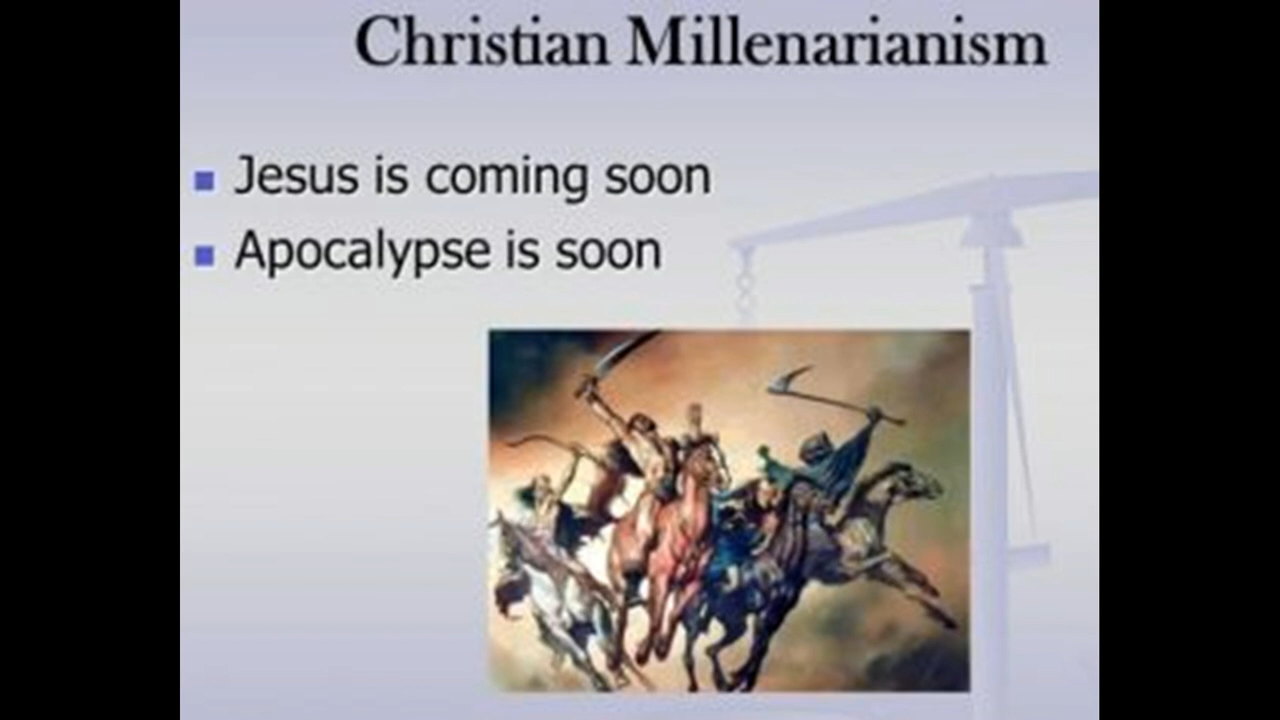 Christian Millenarianism
Jesus is coming soon
Apocalypse is soon